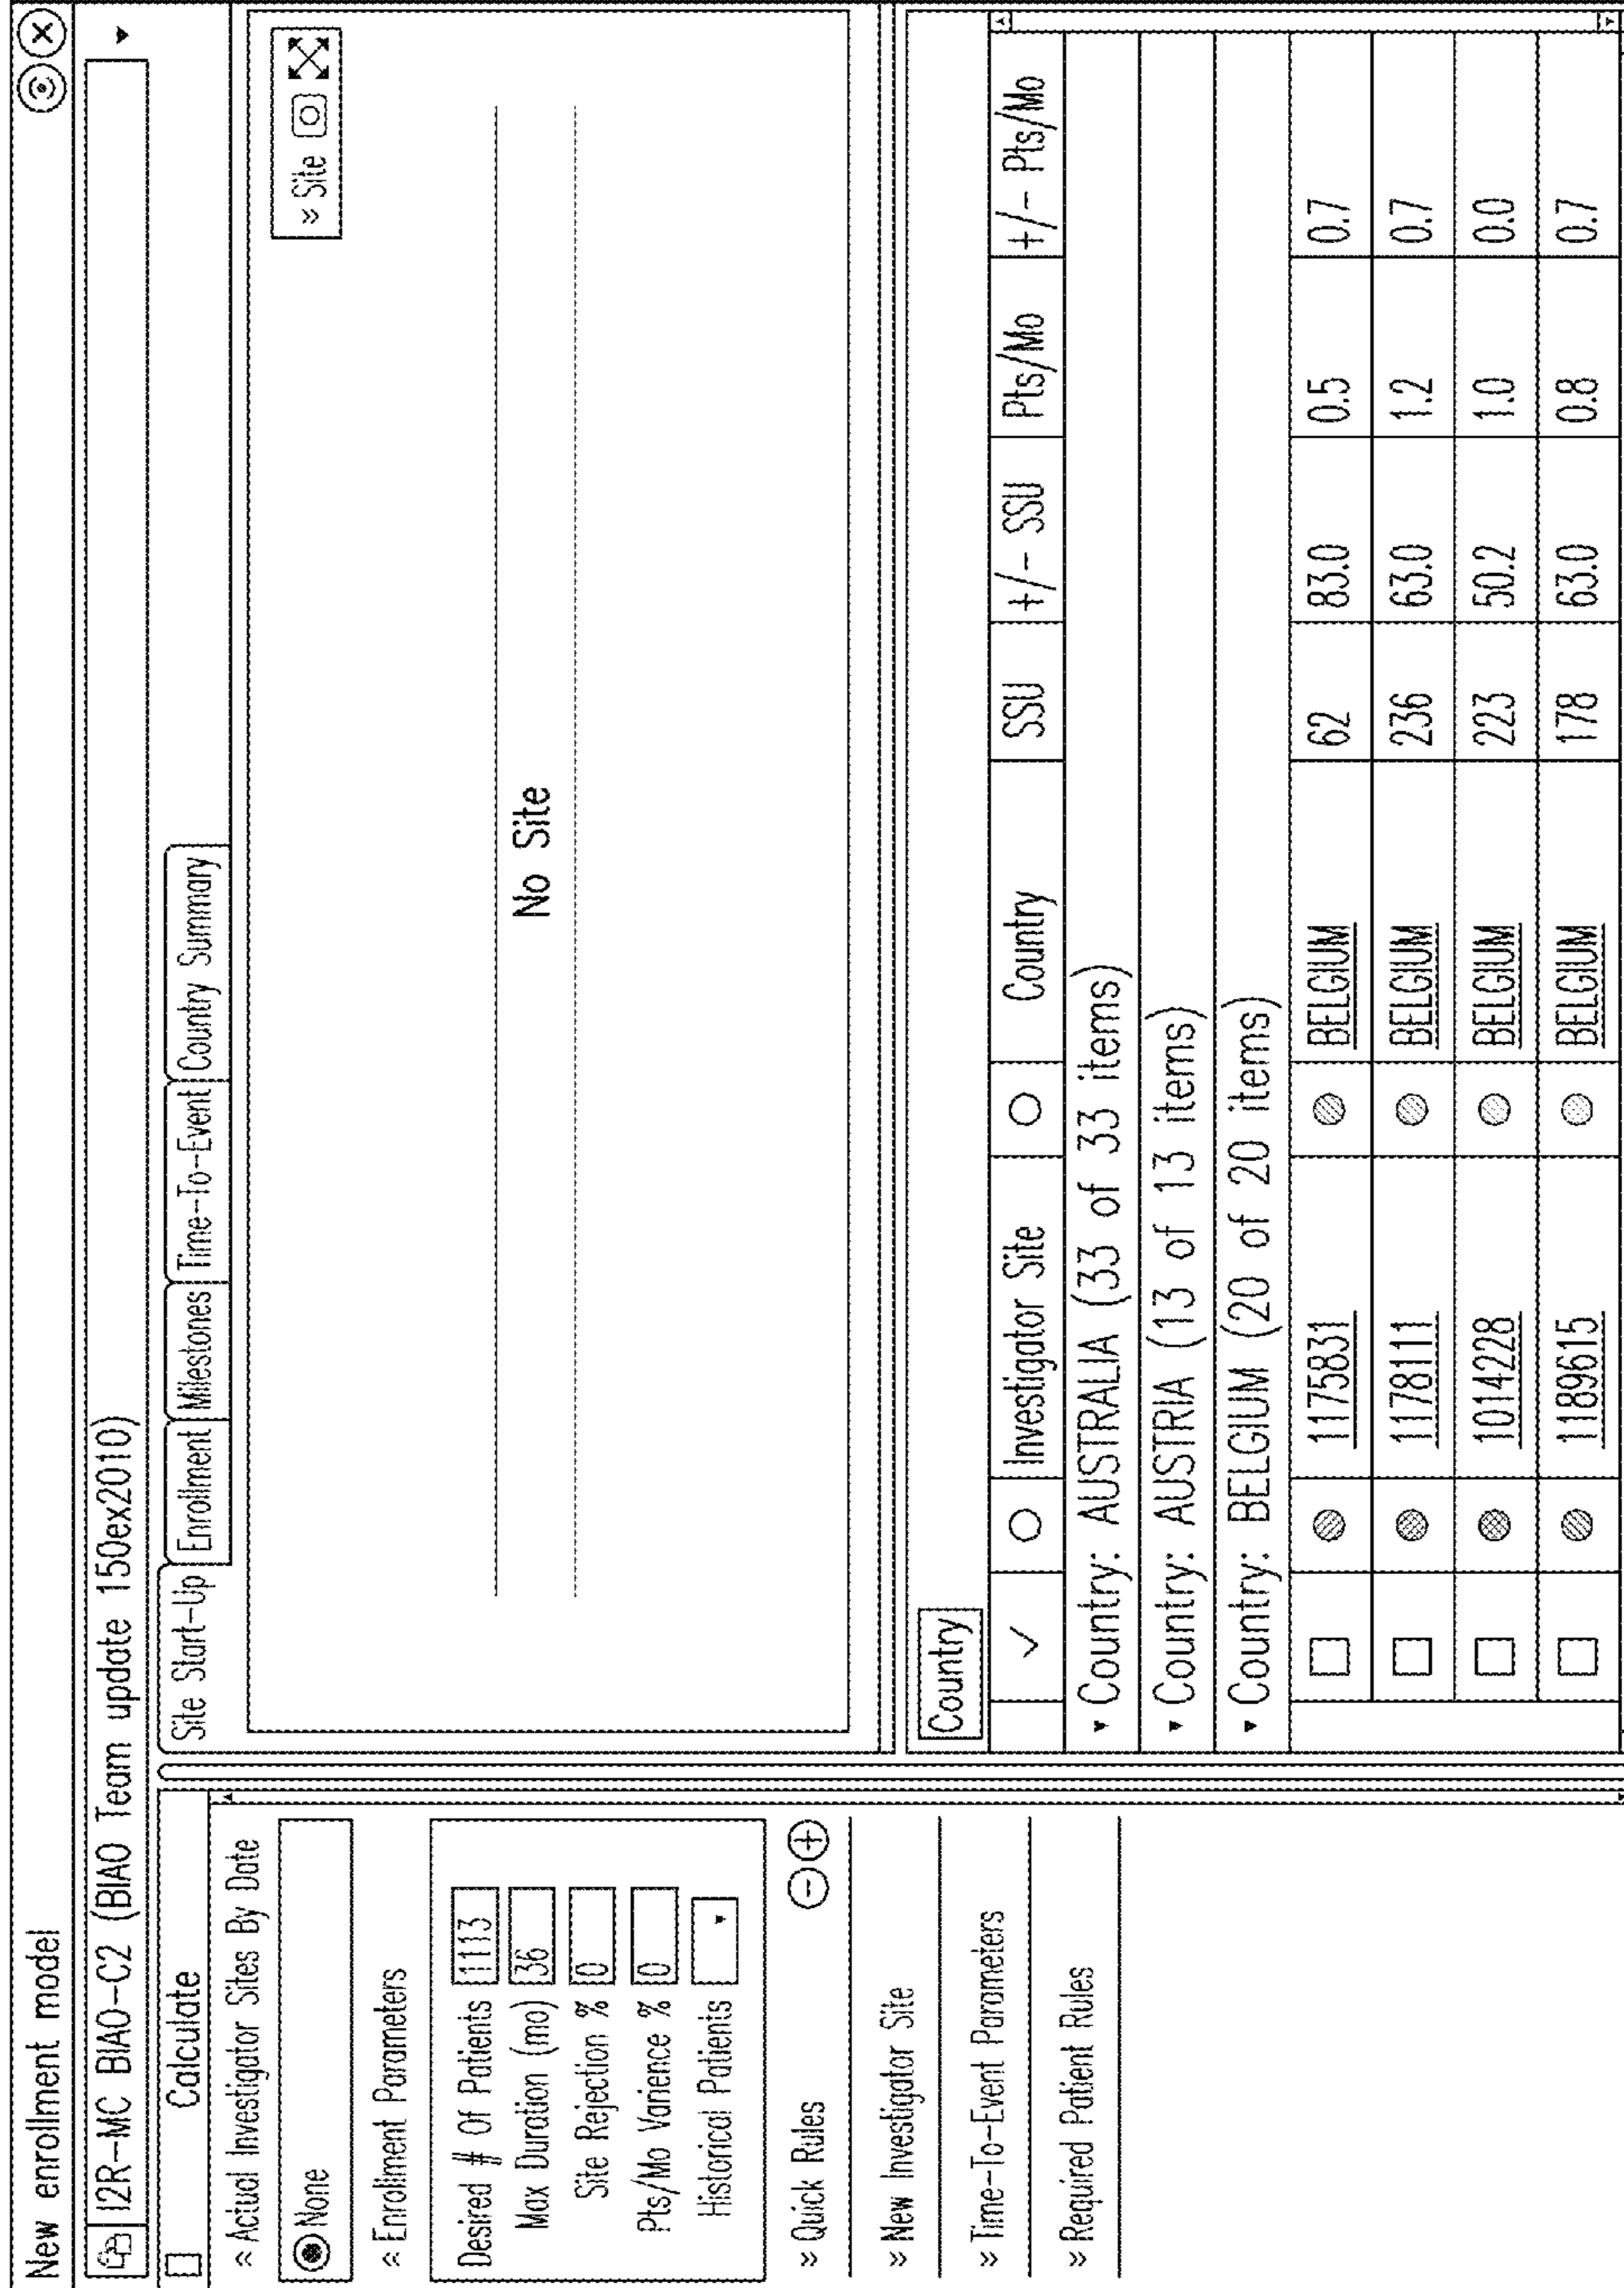 New enrollment model
I2R-MC BIAO-C2 (BIAO Team update 150ex2010)
Calculate
Actual Investigator Sites By Date
None
Enrollment Parameters
Desired # Of Patients 1113
Max Duration (mo) 36
Site Rejection % 0
Pts/Mo Varience % 0
Historical Patients
Quick Rules
New Investigator Site
Time-To-Event Parameters
Required Patient Rules
Site Start-Up Enrollment Milestones Time-To-Event Country Summary
Site
No Site
Country
Investigator Site Country SSU +/- SSU Pts/Mo +/- Pts/Mo
Country: AUSTRALIA (33 of 33 items)
Country: AUSTRIA (13 of 13 items)
Country: BELGIUM (20 of 20 items)
1175831 BELGIUM 62 83.0 0.5 0.7
1178111 BELGIUM 236 63.0 1.2 0.7
1014228 BELGIUM 223 50.2 1.0 0.0
1189615 BELGIUM 178 63.0 0.8 0.7